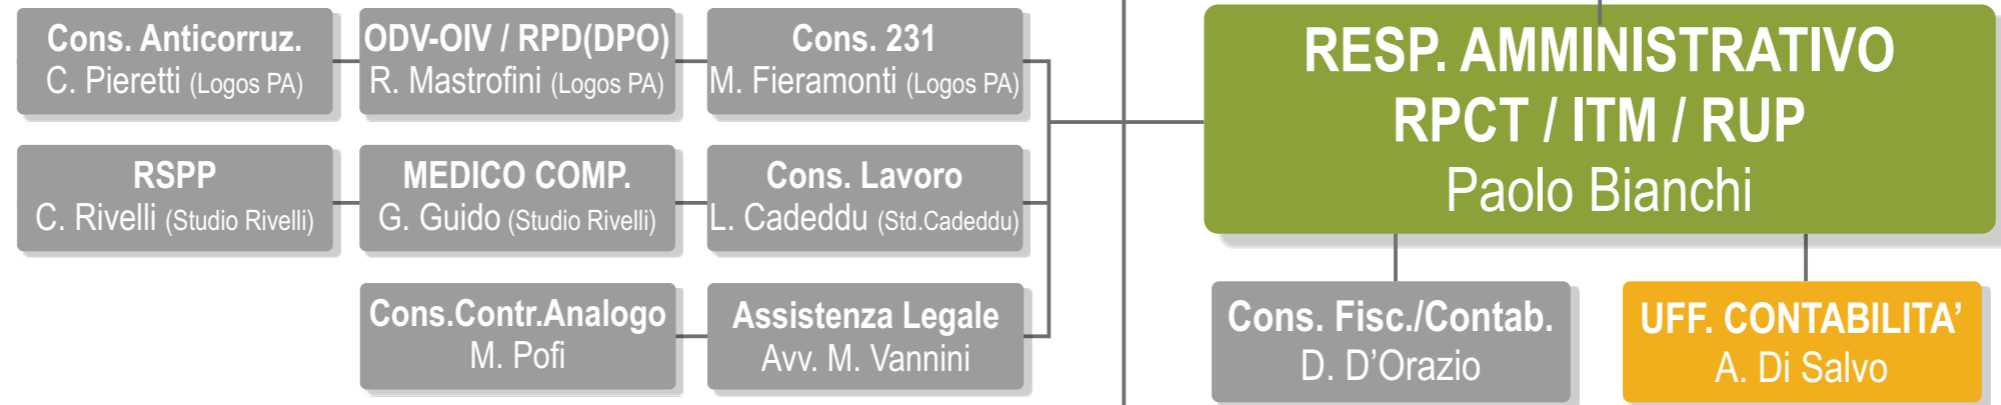 Cons. Anticorruz.
C. Pieretti (Logos PA)
ODV-OIV / RPD(DPO)
R. Mastrofini (Logos PA)
Cons. 231
M. Fieramonti (Logos PA)
RESP. AMMINISTRATIVO
RPCT / ITM / RUP
Paolo Bianchi
RSPP
C. Rivelli (Studio Rivelli)
MEDICO COMP.
G. Guido (Studio Rivelli)
Cons. Lavoro
L. Cadeddu (Std.Cadeddu)
Cons.Contr.Analogo
M. Pofi
Assistenza Legale
Avv. M. Vannini
Cons. Fisc./Contab.
D. D’Orazio
UFF. CONTABILITA’
A. Di Salvo